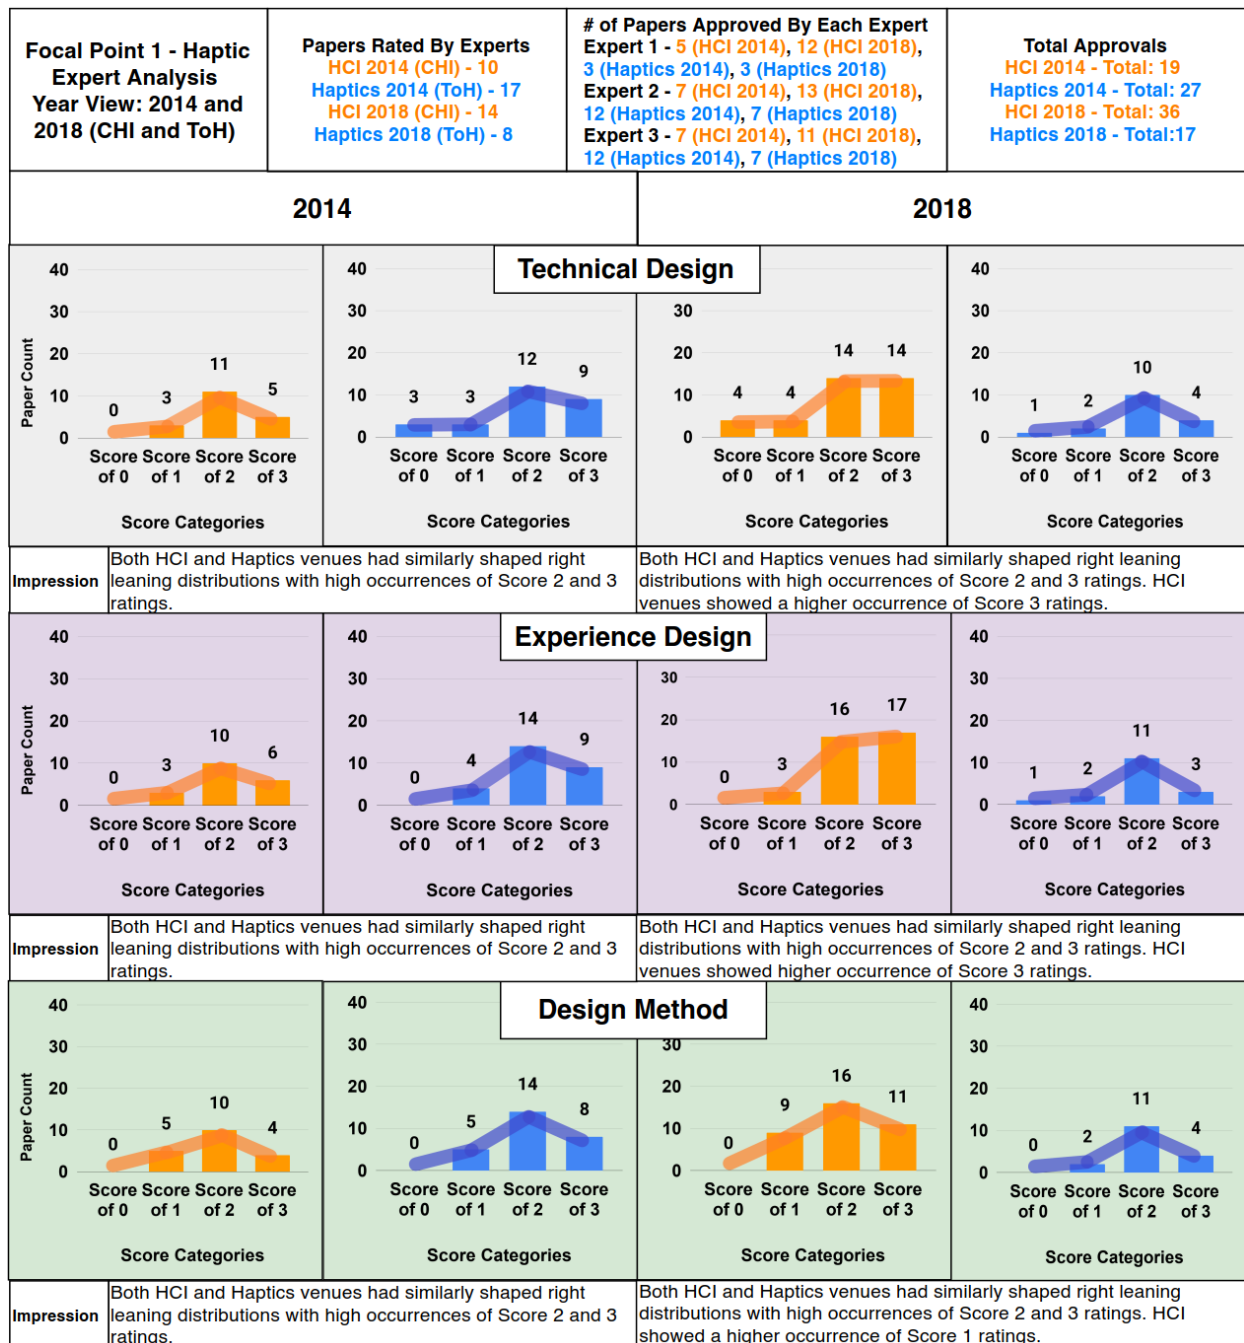 Focal Point 1 - Haptic
Expert Analysis
Year View: 2014 and
2018 (CHI and ToH)
Papers Rated By Experts
HCI 2014 (CHI) - 10
Haptics 2014 (ToH) - 17
HCI 2018 (CHI) - 14
Haptics 2018 (ToH) - 8
# of Papers Approved By Each Expert
Expert 1 - 5 (HCI 2014), 12 (HCI 2018),
3 (Haptics 2014), 3 (Haptics 2018)
Expert 2 - 7 (HCI 2014), 13 (HCI 2018),
12 (Haptics 2014), 7 (Haptics 2018)
Expert 3 - 7 (HCI 2014), 11 (HCI 2018),
12 (Haptics 2014), 7 (Haptics 2018)
Total Approvals
HCI 2014 - Total: 19
Haptics 2014 - Total: 27
HCI 2018 - Total: 36
Haptics 2018 - Total:17
2014
2018
Technical Design
Paper Count
40
30
20
10
0
0
3
11
5
Score of 0
Score of 1
Score of 2
Score of 3
Score Categories
40
30
20
10
0
3
3
12
9
Score of 0
Score of 1
Score of 2
Score of 3
Score Categories
30
20
10
0
4
4
14
14
Score of 0
Score of 1
Score of 2
Score of 3
Score Categories
40
30
20
10
0
1
2
10
4
Score of 0
Score of 1
Score of 2
Score of 3
Score Categories
Impression
Both HCI and Haptics venues had similarly shaped right
leaning distributions with high occurrences of Score 2 and 3
ratings.
Both HCI and Haptics venues had similarly shaped right leaning
distributions with high occurrences of Score 2 and 3 ratings. HCI
venues showed a higher occurrence of Score 3 ratings.
Experience Design
Paper Count
40
30
20
10
0
0
3
10
6
Score of 0
Score of 1
Score of 2
Score of 3
Score Categories
40
30
20
10
0
0
4
14
9
Score of 0
Score of 1
Score of 2
Score of 3
Score Categories
30
20
10
0
0
3
16
17
Score of 0
Score of 1
Score of 2
Score of 3
Score Categories
40
30
20
10
0
1
2
11
3
Score of 0
Score of 1
Score of 2
Score of 3
Score Categories
Impression
Both HCI and Haptics venues had similarly shaped right
leaning distributions with high occurrences of Score 2 and 3
ratings.
Both HCI and Haptics venues had similarly shaped right leaning
distributions with high occurrences of Score 2 and 3 ratings. HCI
venues showed higher occurrence of Score 3 ratings.
Design Method
Paper Count
40
30
20
10
0
0
5
10
4
Score of 0
Score of 1
Score of 2
Score of 3
Score Categories
40
30
20
10
0
0
5
14
8
Score of 0
Score of 1
Score of 2
Score of 3
Score Categories
30
20
10
0
0
9
16
11
Score of 0
Score of 1
Score of 2
Score of 3
Score Categories
40
30
20
10
0
0
2
11
4
Score of 0
Score of 1
Score of 2
Score of 3
Score Categories
Impression
Both HCI and Haptics venues had similarly shaped right
leaning distributions with high occurrences of Score 2 and 3
ratings.
Both HCI and Haptics venues had similarly shaped right leaning
distributions with high occurrences of Score 2 and 3 ratings. HCI
showed a higher occurrence of Score 1 ratings.